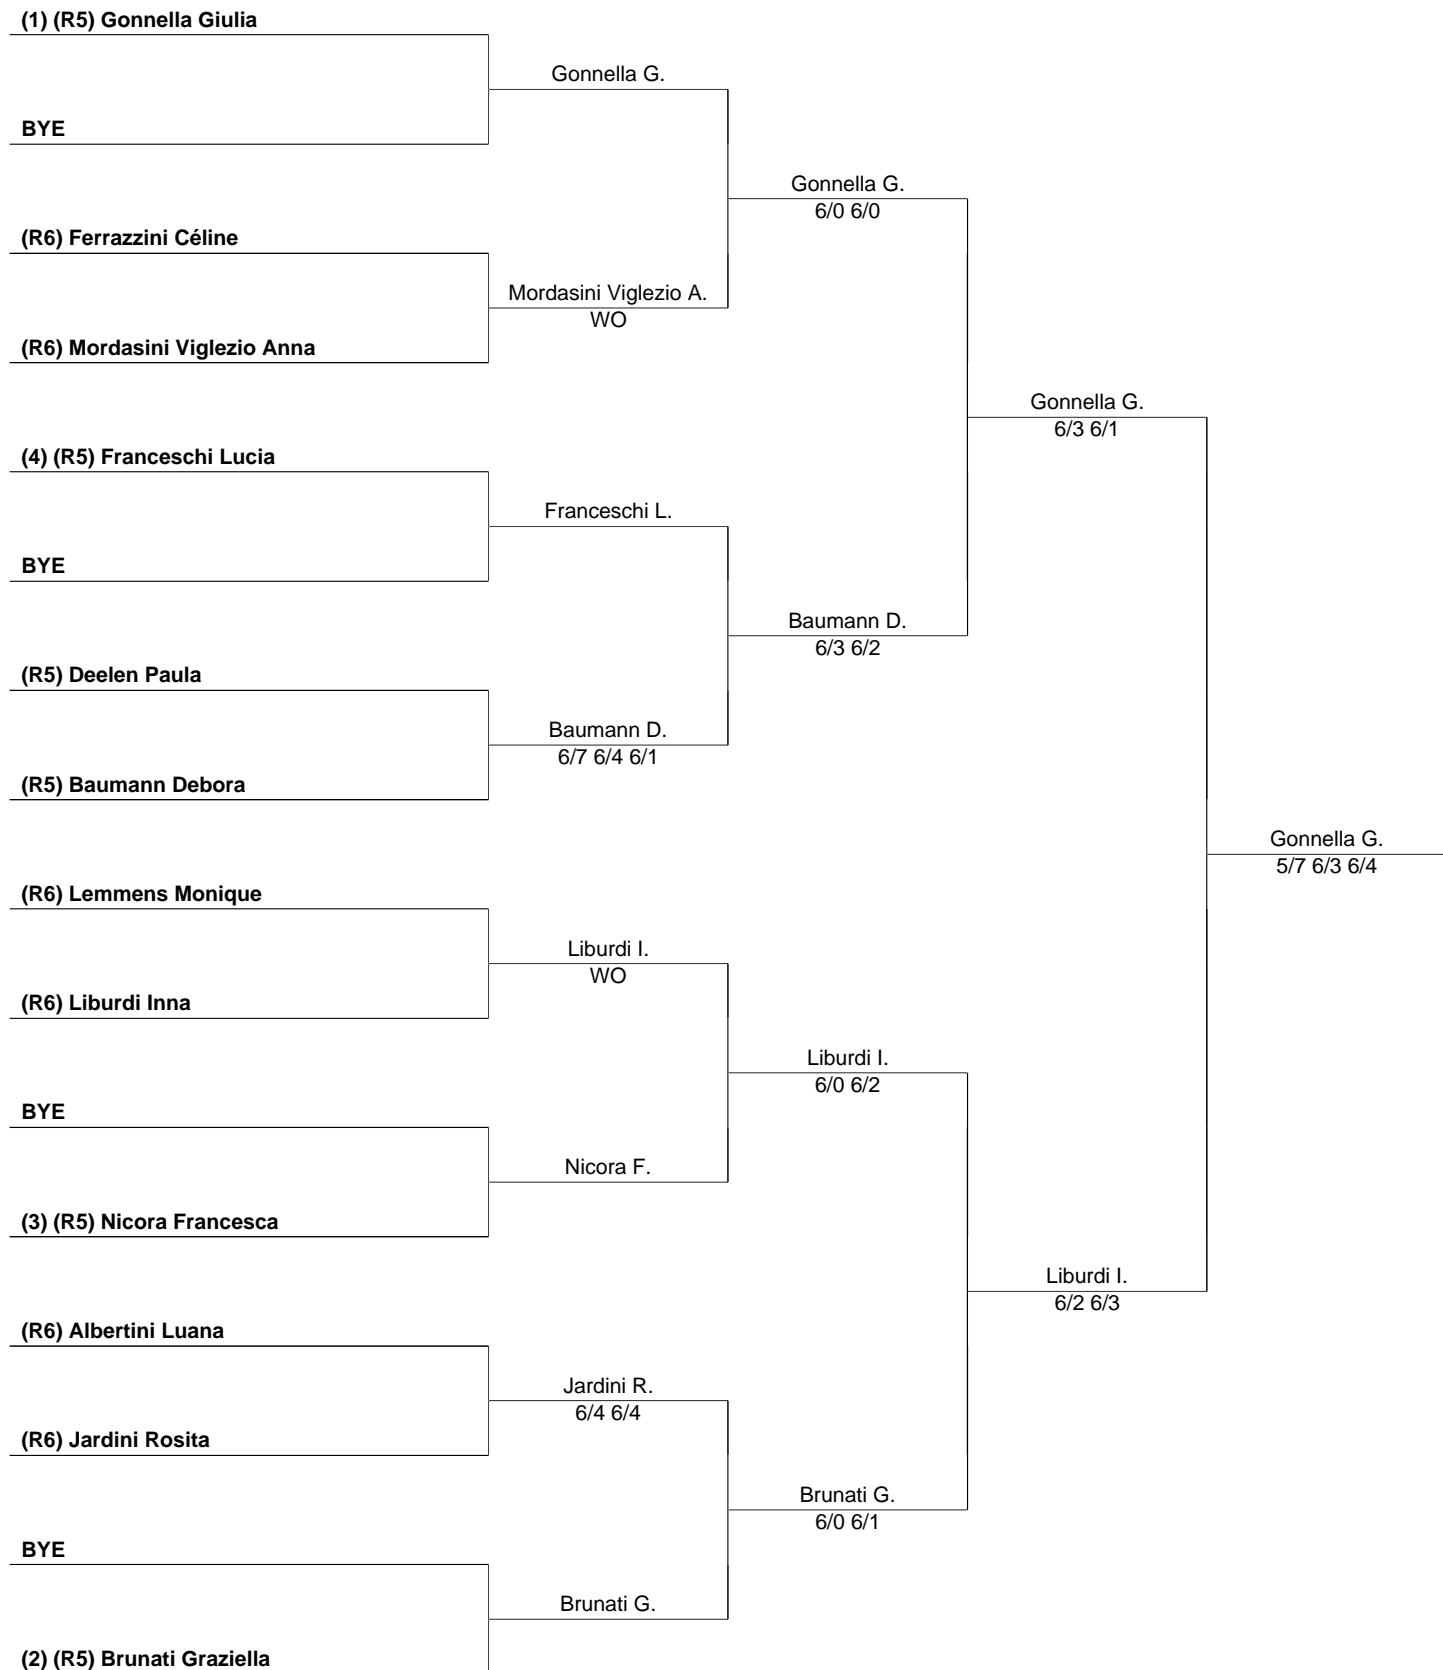 (1) (R5) Gonnella Giulia
Gonnella G.
BYE
Gonnella G.
6/0 6/0
(R6) Ferrazzini Céline
Mordasini Viglezio A.
WO
(R6) Mordasini Viglezio Anna
Gonnella G.
6/3 6/1
(4) (R5) Franceschi Lucia
Franceschi L.
BYE
Baumann D.
6/3 6/2
(R5) Deelen Paula
Baumann D.
6/7 6/4 6/1
(R5) Baumann Debora
Gonnella G.
5/7 6/3 6/4
(R6) Lemmens Monique
Liburdi I.
WO
(R6) Liburdi Inna
Liburdi I.
6/0 6/2
BYE
Nicora F.
(3) (R5) Nicora Francesca
Liburdi I.
6/2 6/3
(R6) Albertini Luana
Jardini R.
6/4 6/4
(R6) Jardini Rosita
Brunati G.
6/0 6/1
BYE
Brunati G.
(2) (R5) Brunati Graziella